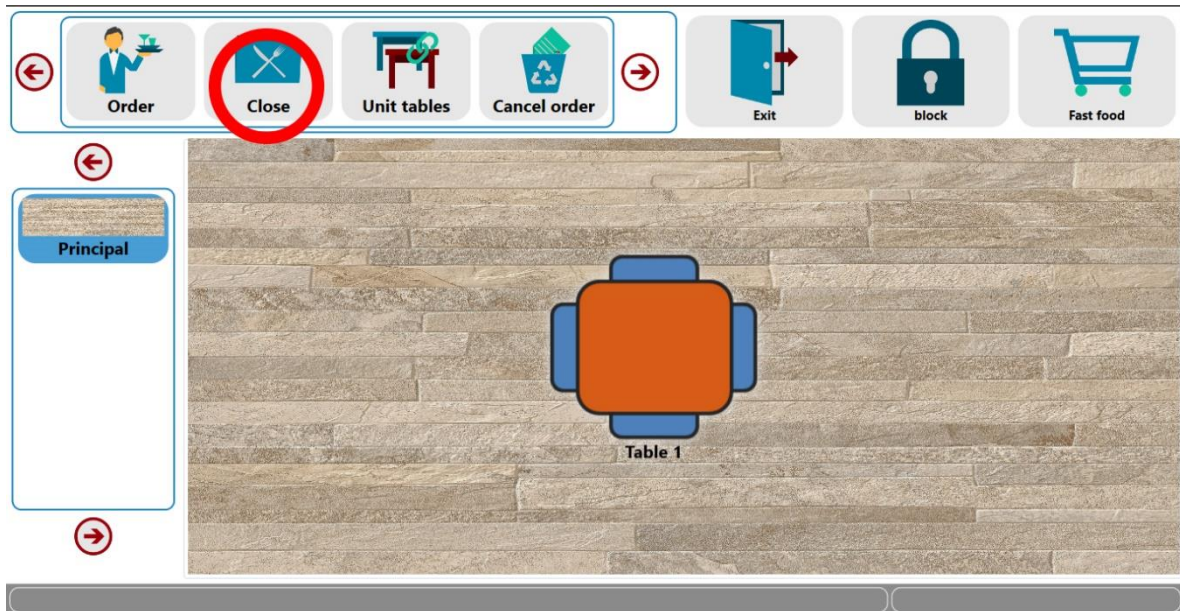 Order
Close
Unit tables
Cancel order
Exit
block
Fast food
Principal
Table 1